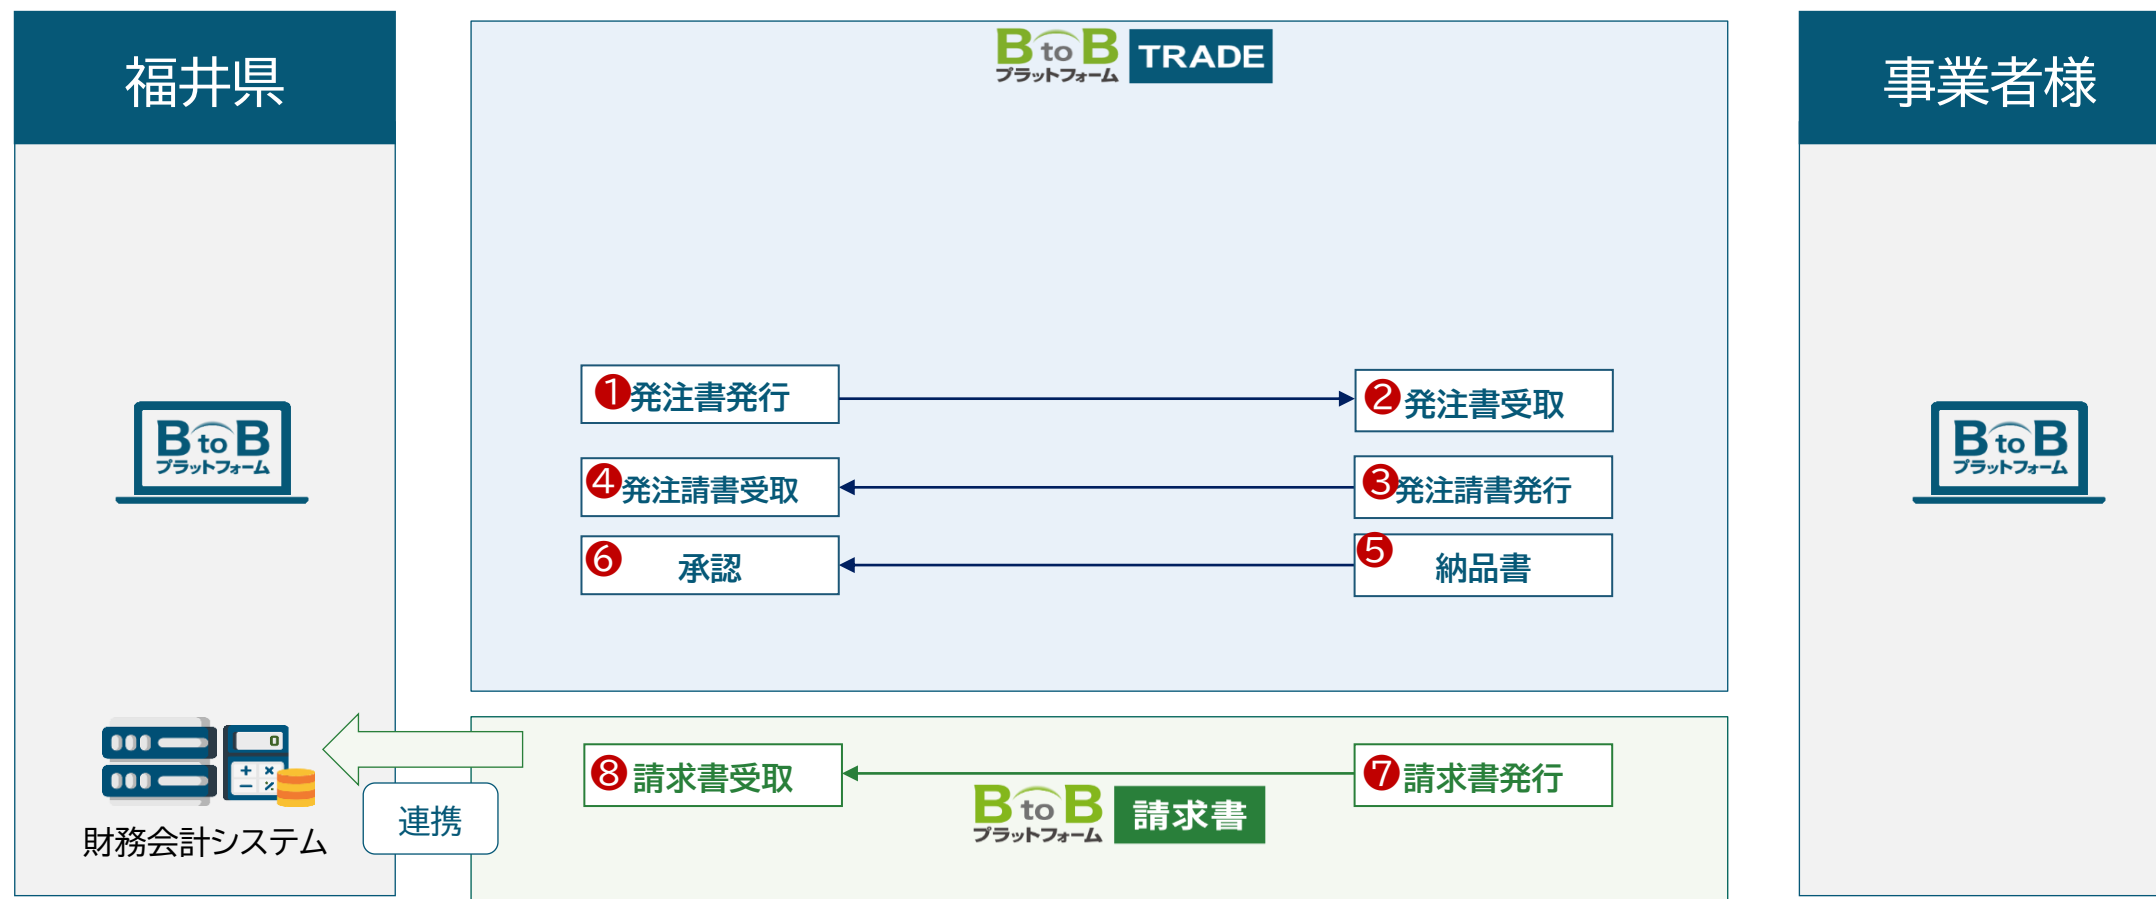 福井県
BtoB
プラットフォーム
TRADE
事業者様
❶発注書発行
❷発注書受取
BtoB
プラットフォーム
❹発注請書受取
❸発注請書発行
BtoB
プラットフォーム
❻ 承認
❺ 納品書
0
+ ×
− ٪
財務会計システム
連携
❽請求書受取
❼請求書発行
BtoB
プラットフォーム
請求書